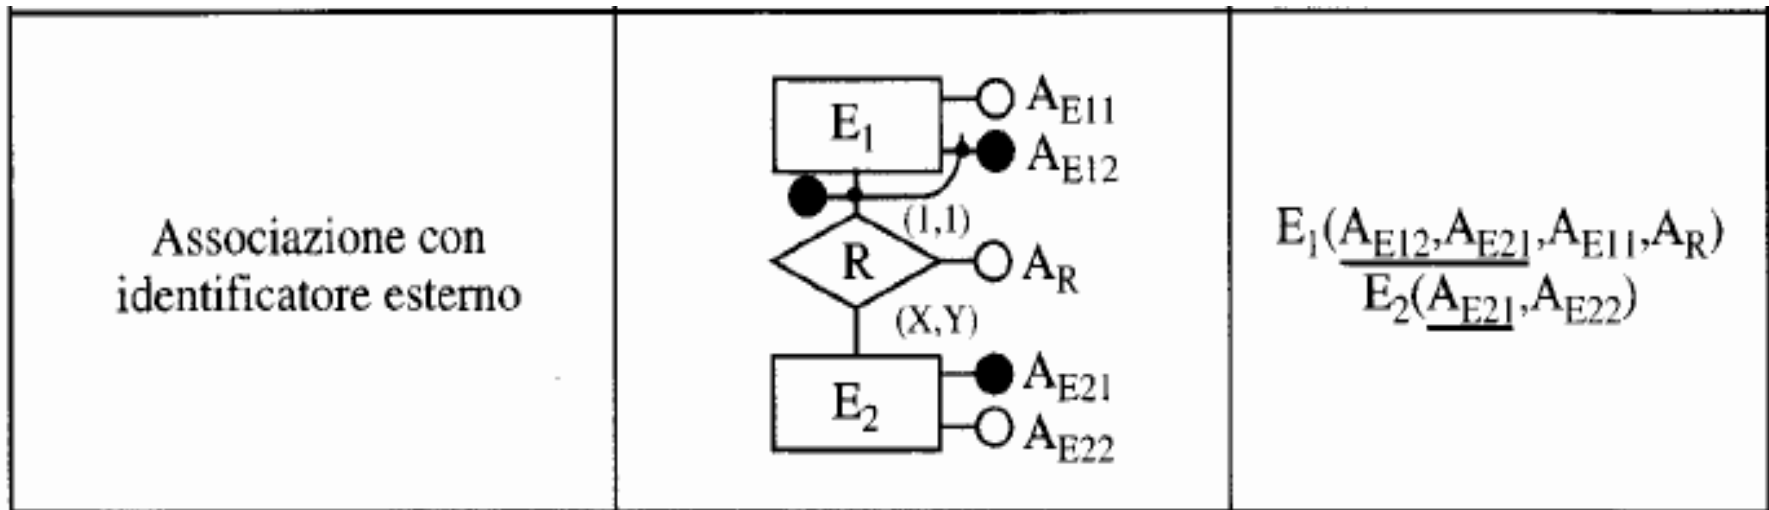 Associazione con
identificatore esterno
E1
AE11
AE12
(1,1)
R
AR
(X,Y)
E2
AE21
AE22
E1(AE12,AE21,AE11,AR)
E2(AE21,AE22)